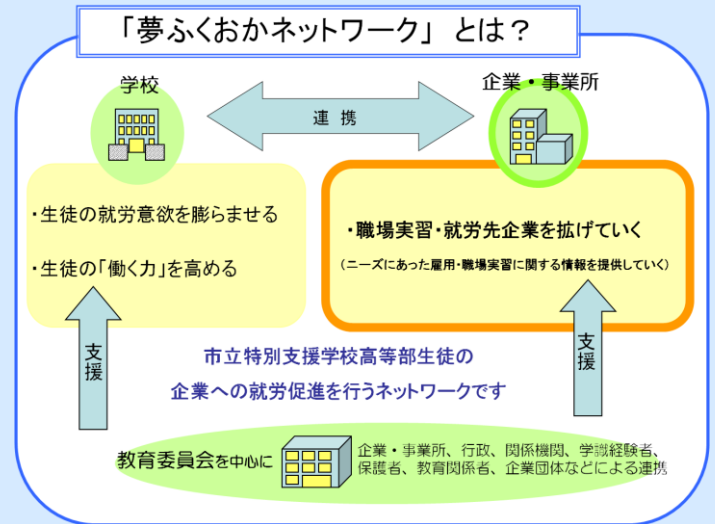 「夢ふくおかネットワーク」 とは？
学校
企業・事業所
連 携
・生徒の就労意欲を膨らませる
・生徒の「働く力」を高める
・職場実習・就労先企業を拡げていく
（ニーズにあった雇用・職場実習に関する情報を提供していく）
支援
支援
市立特別支援学校高等部生徒の
企業への就労促進を行うネットワークです
教育委員会を中心に
企業・事業所、行政、関係機関、学識経験者、
保護者、教育関係者、企業団体などによる連携